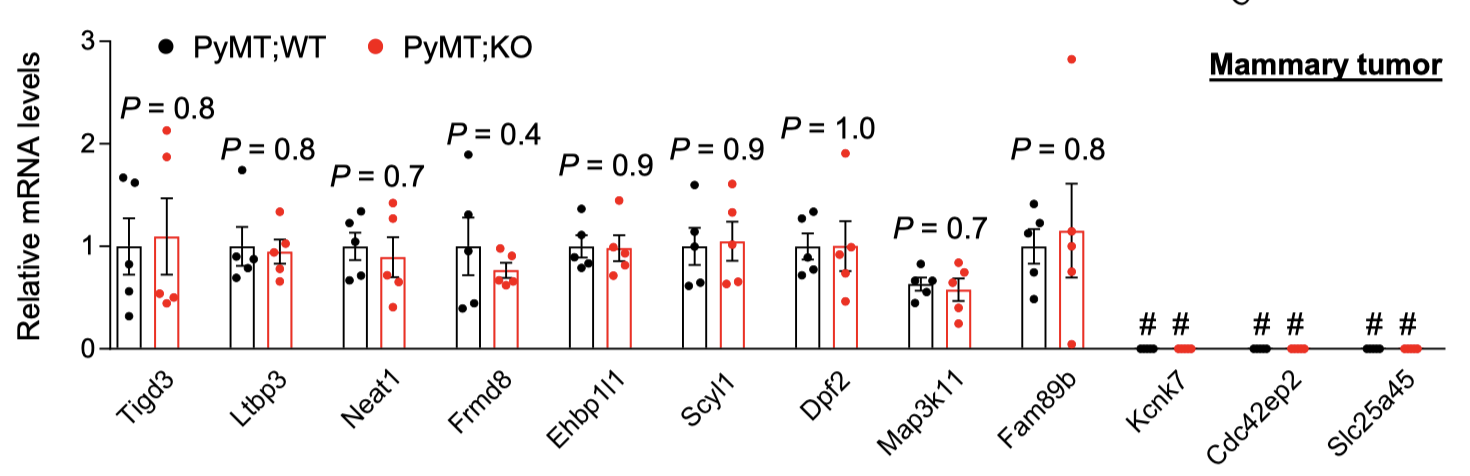 Relative mRNA levels
3
2
1
0
PyMT;WT PyMT;KO
Mammary tumor
P = 0.8
P = 0.8
P = 0.7
P = 0.4
P = 0.9
P = 0.9
P = 1.0
P = 0.7
P = 0.8
# #
# #
# #
Tigd3
Ltbp3
Neat1
Frmd8
Ehbp1l1
Scyl1
Dpf2
Map3k11
Fam89b
Kcnk7
Cdc42ep2
Slc25a45